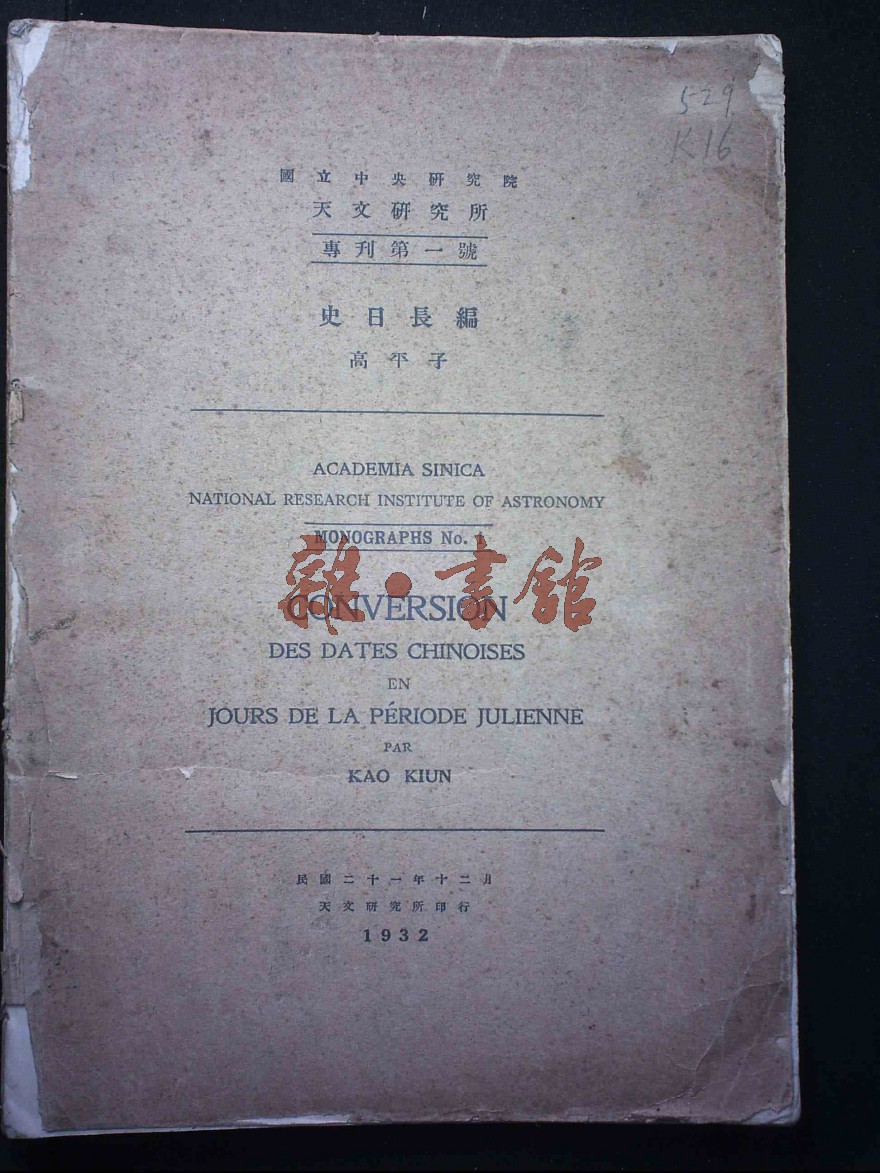 529
K16
國立中央研究院
天文研究所
專刊第一號
史日長編
高平子
ACADEMIA SINICA
NATIONAL RESEARCH INSTITUTE OF ASTRONOMY
MONOGRAPHS No. 1
雜·書館
CONVERSION
DES DATES CHINOISES
EN
JOURS DE LA PÉRIODE JULIENNE
PAR
KAO KIUN
民國二十一年十二月
天文研究所印行
1932